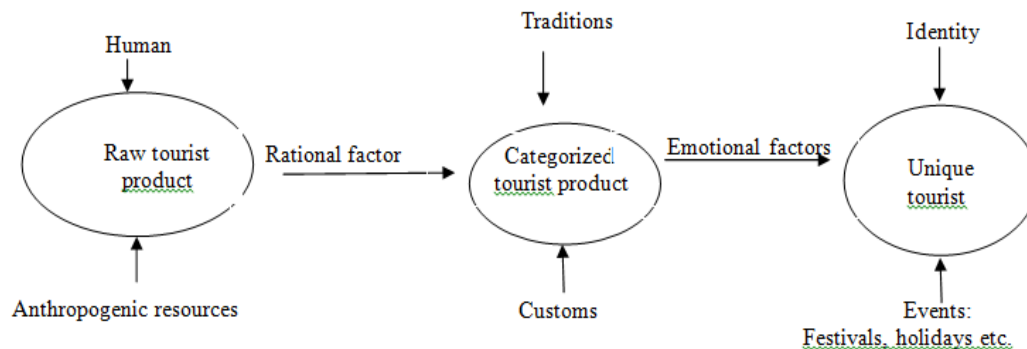 Traditions
Human
Identity
Raw tourist
product
Rational factor
Categorized
tourist product
Emotional factors
Unique
tourist
Anthropogenic resources
Customs
Events:
Festivals, holidays etc.